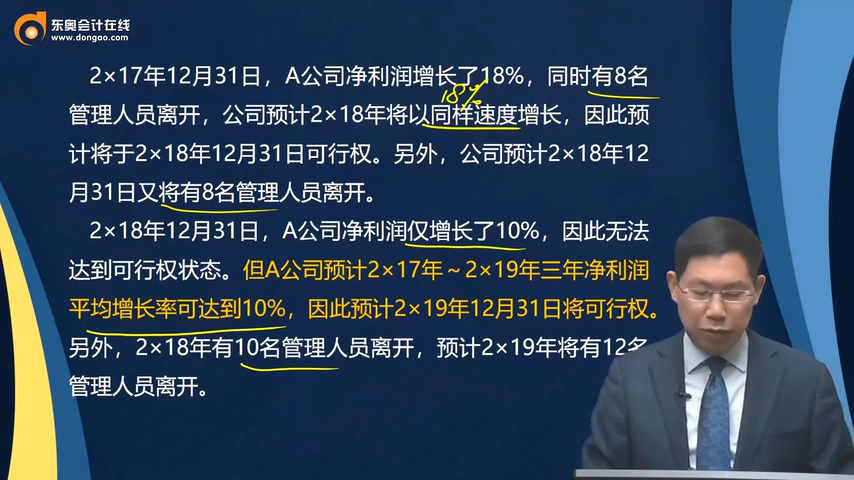 东奥会计在线
www.dongao.com
2×17年12月31日，A公司净利润增长了18%，同时有8名
18%
管理人员离开，公司预计2×18年将以同样速度增长，因此预
计将于2×18年12月31日可行权。另外，公司预计2×18年12
月31日又将有8名管理人员离开。
2×18年12月31日，A公司净利润仅增长了10%，因此无法
达到可行权状态。但A公司预计2×17年～2×19年三年净利润
平均增长率可达到10%，因此预计2×19年12月31日将可行权。
另外，2×18年有10名管理人员离开，预计2×19年将有12名
管理人员离开。